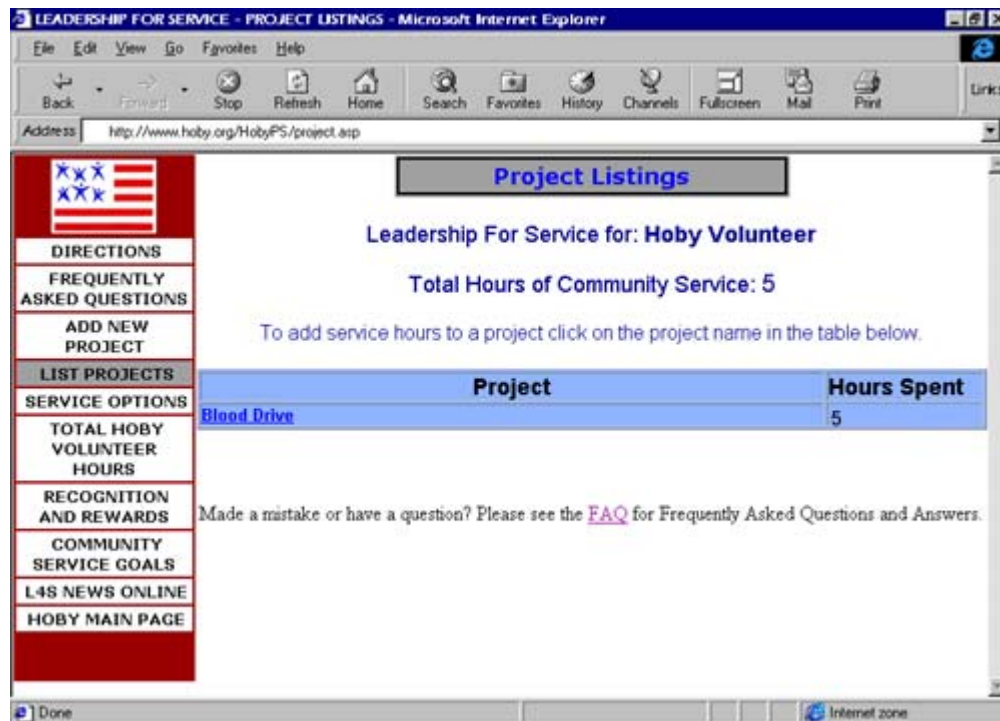 LEADERSHIP FOR SERVICE - PROJECT LISTINGS - Microsoft Internet Explorer
File Edit View Go Favorites Help
Back Forward Stop Refresh Home Search Favorites History Channels Fullscreen Mail Print Links
Address http://www.hoby.org/HobyPS/project.asp
DIRECTIONS
FREQUENTLY
ASKED QUESTIONS
ADD NEW
PROJECT
LIST PROJECTS
SERVICE OPTIONS
TOTAL HOBY
VOLUNTEER
HOURS
RECOGNITION
AND REWARDS
COMMUNITY
SERVICE GOALS
L4S NEWS ONLINE
HOBY MAIN PAGE
Project Listings
Leadership For Service for: Hoby Volunteer
Total Hours of Community Service: 5
To add service hours to a project click on the project name in the table below.
Project Hours Spent
Blood Drive 5
Made a mistake or have a question? Please see the FAQ for Frequently Asked Questions and Answers.
Done Internet zone